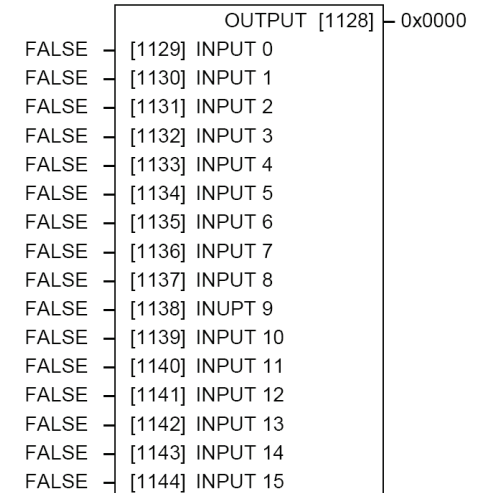 OUTPUT [1128] 0x0000
FALSE [1129] INPUT 0
FALSE [1130] INPUT 1
FALSE [1131] INPUT 2
FALSE [1132] INPUT 3
FALSE [1133] INPUT 4
FALSE [1134] INPUT 5
FALSE [1135] INPUT 6
FALSE [1136] INPUT 7
FALSE [1137] INPUT 8
FALSE [1138] INUPT 9
FALSE [1139] INPUT 10
FALSE [1140] INPUT 11
FALSE [1141] INPUT 12
FALSE [1142] INPUT 13
FALSE [1143] INPUT 14
FALSE [1144] INPUT 15